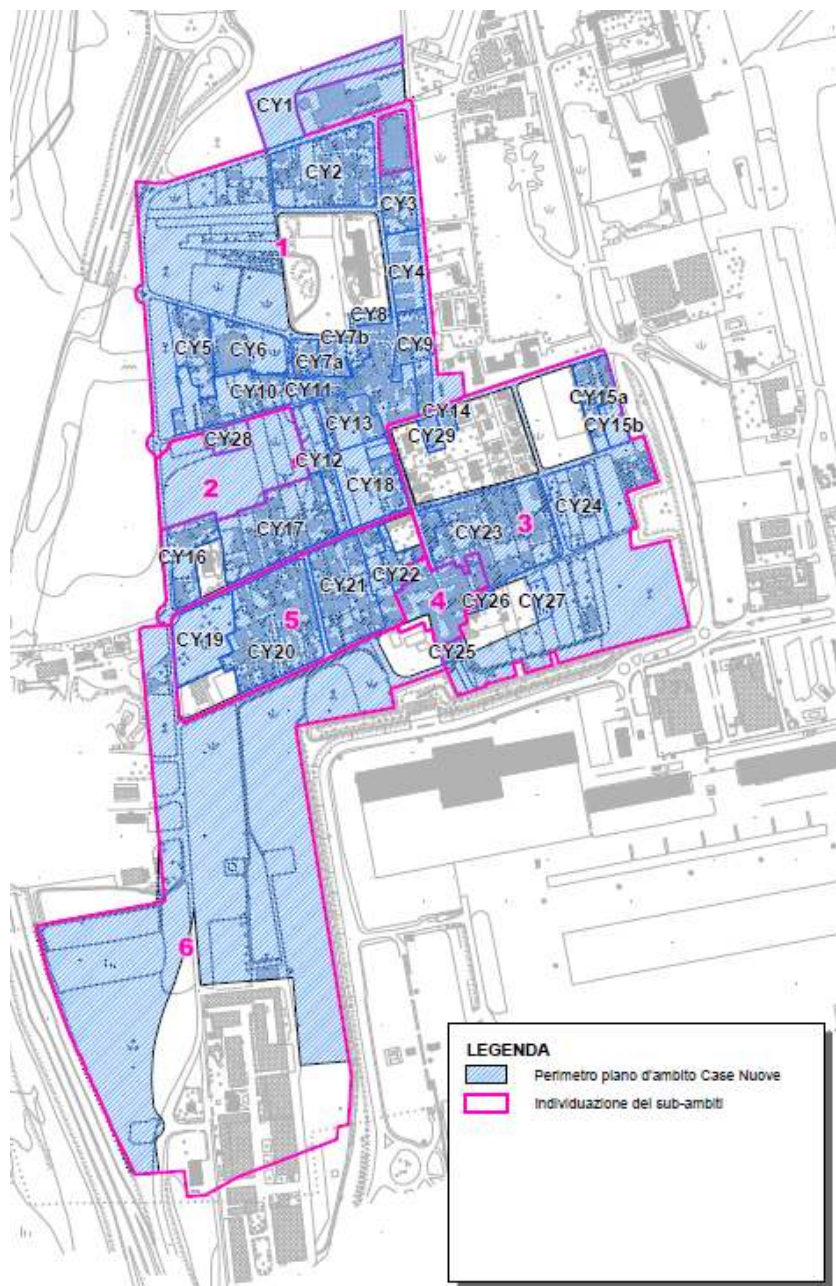 CY1
CY2
CY3
1
CY4
CY8
CY5
CY6
CY7b
CY9
CY7a
CY10
CY11
CY15a
CY14
CY13
CY15b
CY28
CY29
CY12
2
CY18
CY24
CY17
CY23
3
CY16
CY21
CY22
4
CY26
CY27
5
CY19
CY20
CY25
6
LEGENDA
Perimetro piano d'ambito Case Nuove
Individuazione dei sub-ambiti